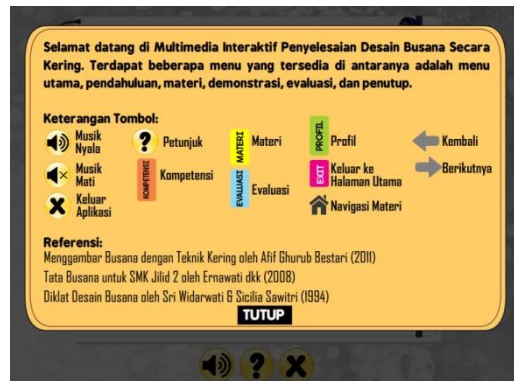 Selamat datang di Multimedia Interaktif Penyelesaian Desain Busana Secara
Kering. Terdapat beberapa menu yang tersedia di antaranya adalah menu
utama, pendahuluan, materi, demonstrasi, evaluasi, dan penutup.
Keterangan Tombol:
Musik
Nyala
?
Petunjuk
MATERI
Materi
PROFIL
Profil
Kembali
Musik
Mati
KOMPETENSI
Kompetensi
EVALUASI
Evaluasi
EXIT
Keluar ke
Halaman Utama
Berikutnya
X
Keluar
Aplikasi
Navigasi Materi
Referensi:
Menggambar Busana dengan Teknik Kering oleh Afif Ghurub Bestari (2011)
Tata Busana untuk SMK Jilid 2 oleh Ernawati dkk (2008)
Diklat Desain Busana oleh Sri Widarwati & Sicilia Sawitri (1994)
TUTUP
? X